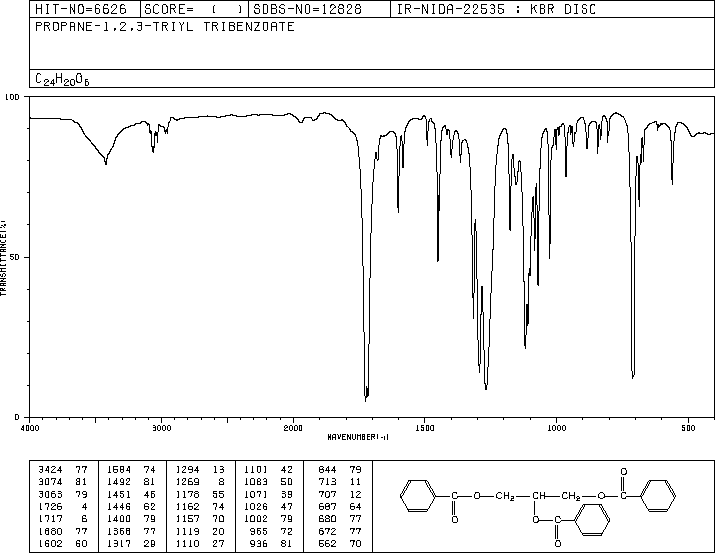 HIT-NO=6626 SCORE= ( ) SDBS-NO=12828 IR-NIDA-22535 : KBR DISC
PROPANE-1,2,3-TRIYL TRIBENZOATE
C24H20O6
100
TRANSMITTANCE(%)
50
0
4000 3000 2000 1500 1000 500
WAVENUMBER(-1)
3424 77 1584 74 1294 13 1101 42 844 79
3074 81 1492 81 1269 8 1083 50 713 11
3063 79 1451 46 1178 55 1071 39 707 12
1726 4 1446 62 1162 74 1026 47 687 64
1717 6 1400 79 1157 70 1002 79 680 77
1680 77 1368 77 1119 20 965 72 672 77
1602 60 1317 29 1110 27 936 81 562 70
O O
C-O-CH2-CH-CH2-O-C
O O-C
O